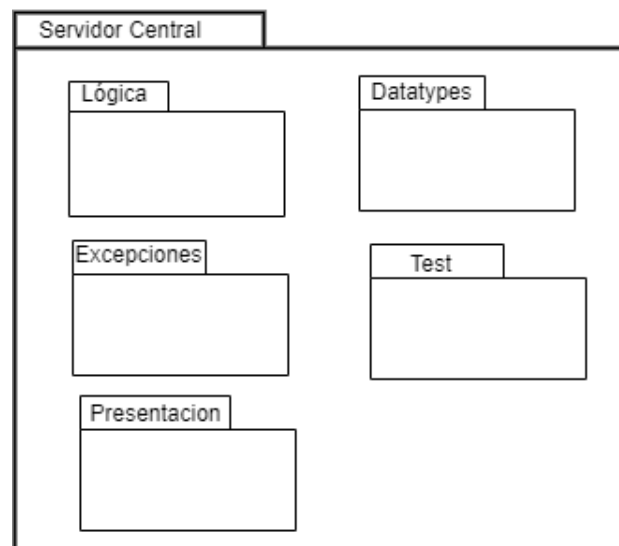 Servidor Central
Lógica
Datatypes
Excepciones
Test
Presentacion